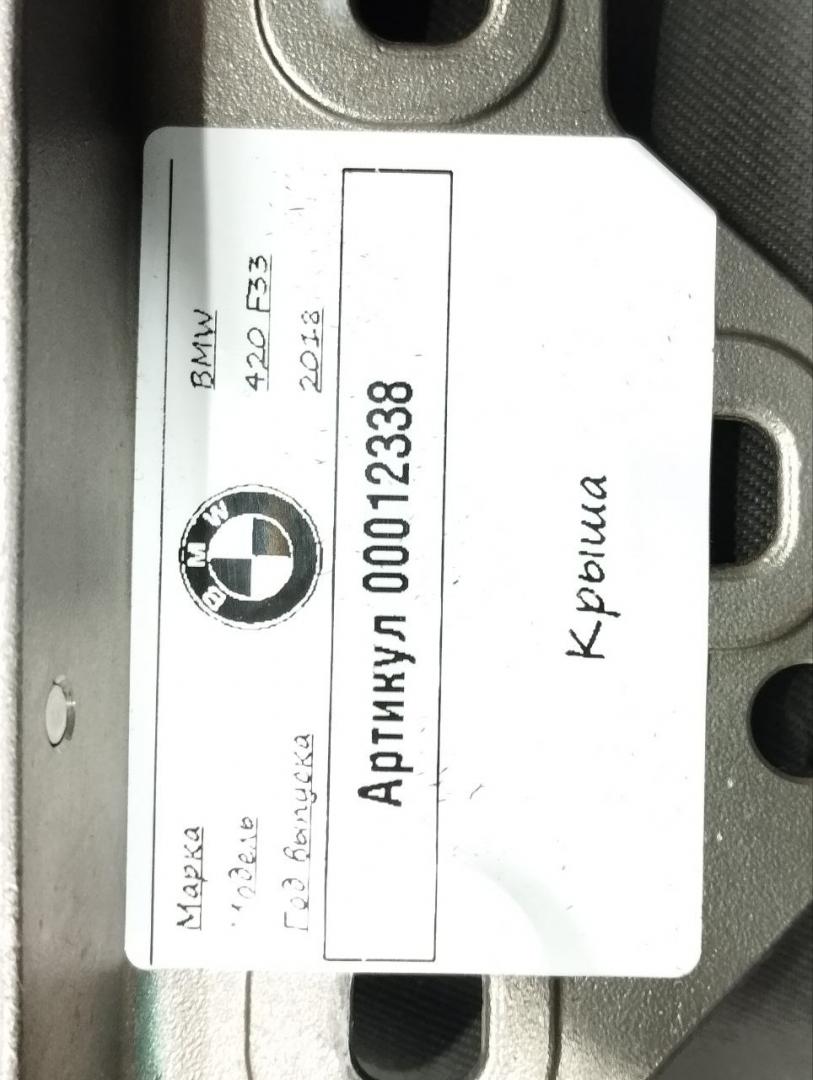 Марка BMW
Модель 420 F33
Год выпуска 2018
BMW
Артикул 00012338
Крыша